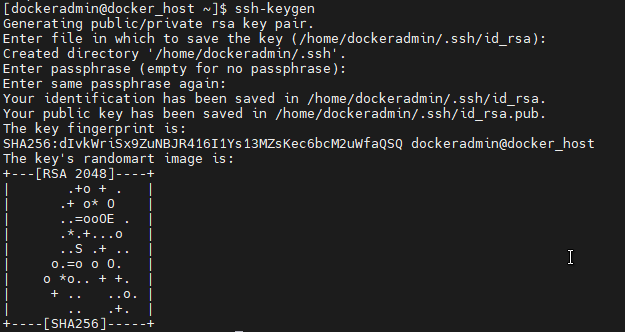 [dockeradmin@docker_host ~]$ ssh-keygen
Generating public/private rsa key pair.
Enter file in which to save the key (/home/dockeradmin/.ssh/id_rsa):
Created directory '/home/dockeradmin/.ssh'.
Enter passphrase (empty for no passphrase):
Enter same passphrase again:
Your identification has been saved in /home/dockeradmin/.ssh/id_rsa.
Your public key has been saved in /home/dockeradmin/.ssh/id_rsa.pub.
The key fingerprint is:
SHA256:dIvkWriSx9ZuNBJR416I1Ys13MZsKec6bcM2uWfaQSQ dockeradmin@docker_host
The key's randomart image is:
+---[RSA 2048]----+
|       .+o + .   |
|      .+ o* O    |
|      ..=ooOE .  |
|      .*.+...o   |
|      ..S .+ ..  |
|     o.=o o O.   |
|    o *o.. + +.  |
|     + ..   ..o. |
|       ..   .+.  |
+----[SHA256]-----+